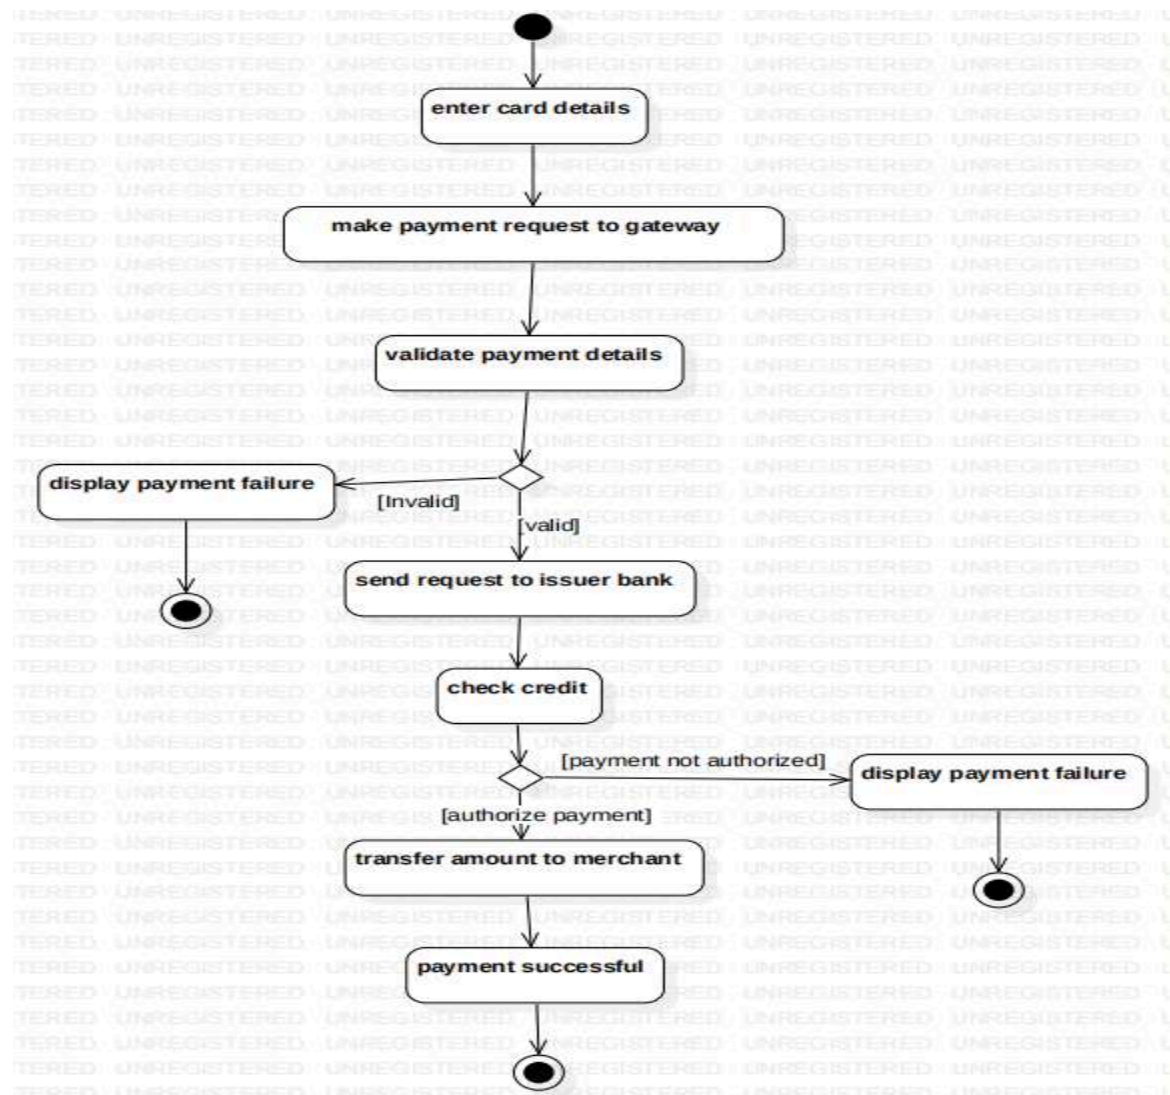 enter card details
make payment request to gateway
validate payment details
display payment failure
[Invalid]
[valid]
send request to issuer bank
check credit
[payment not authorized]
display payment failure
[authorize payment]
transfer amount to merchant
payment successful
UNREGISTERED